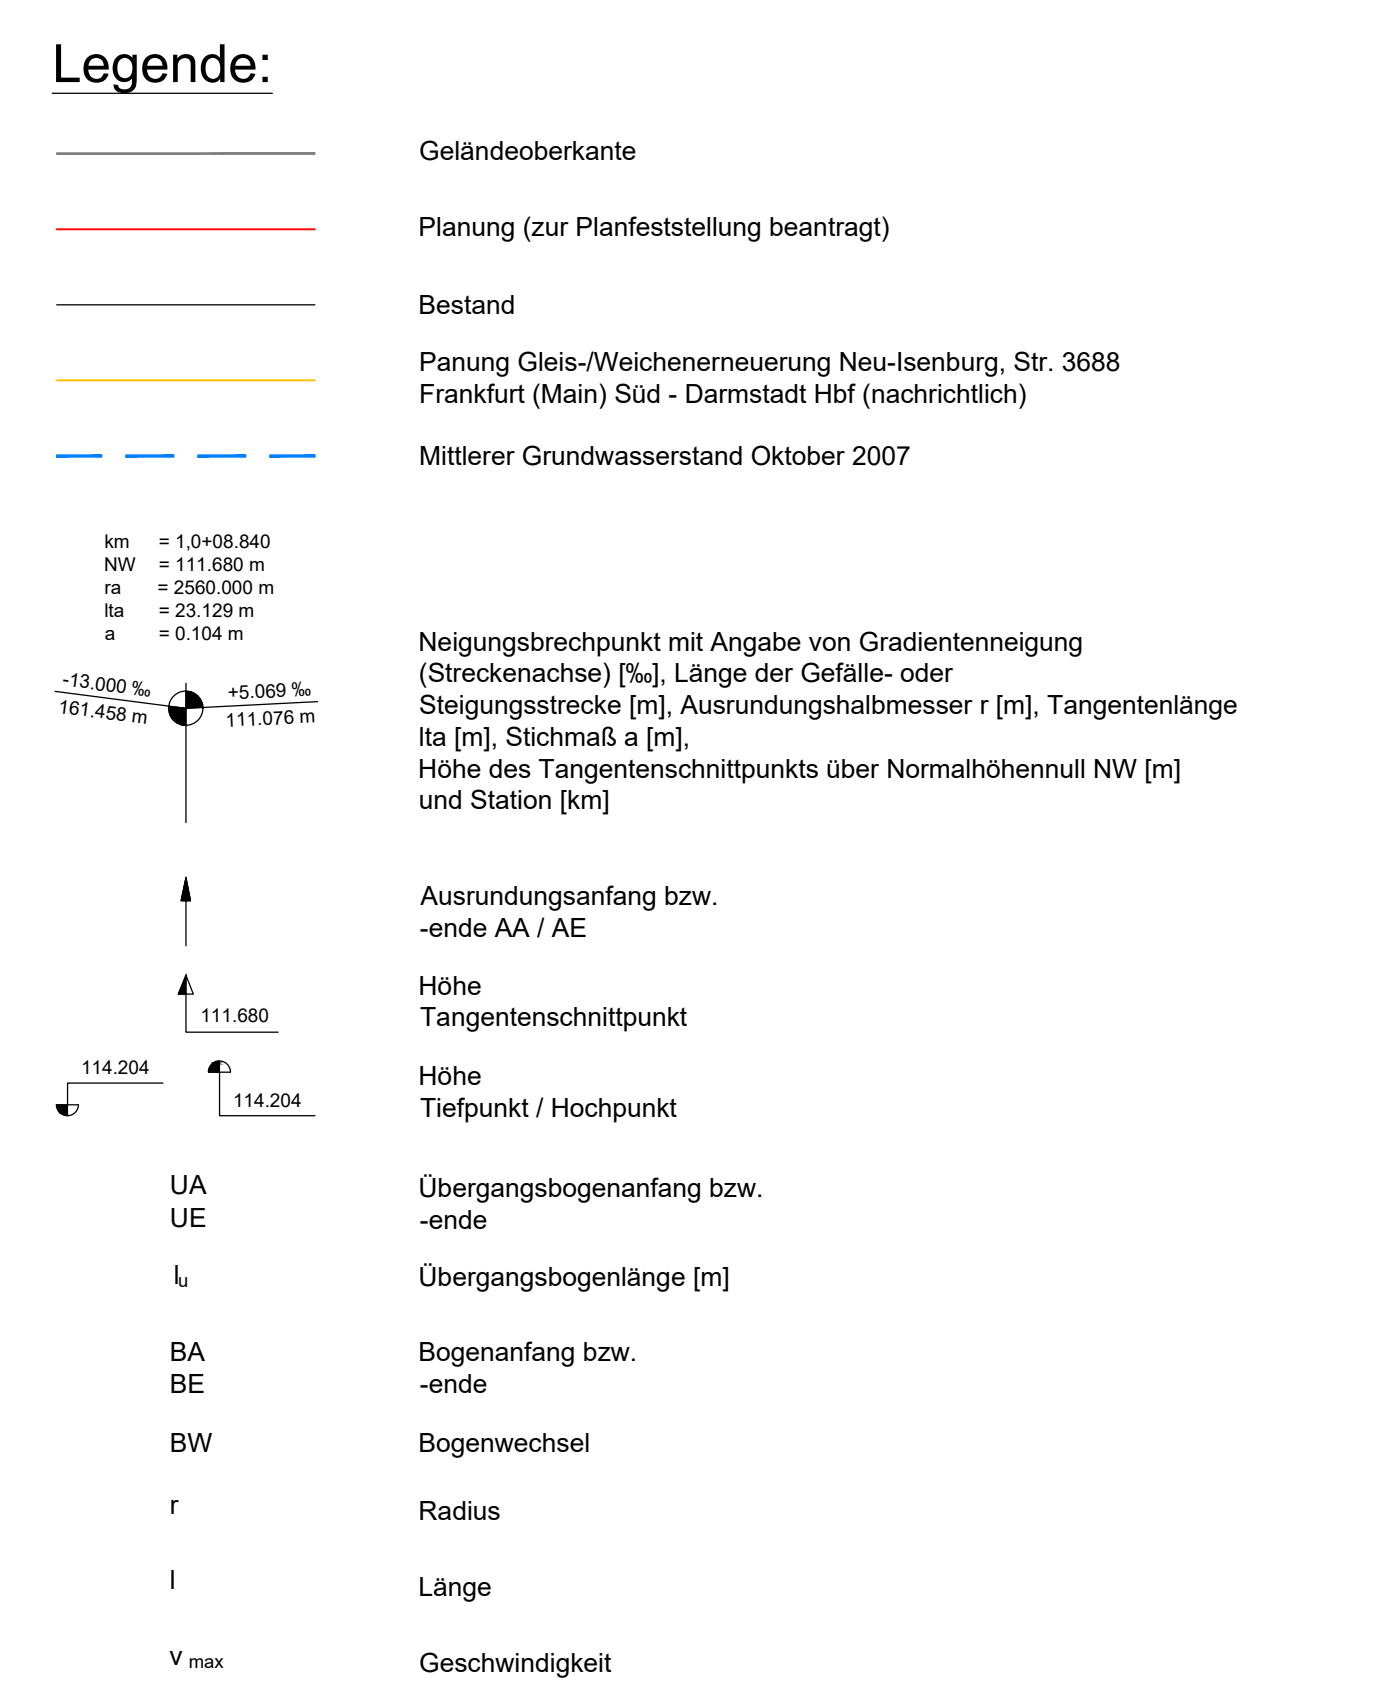 Legende:
Geländeoberkante
Planung (zur Planfeststellung beantragt)
Bestand
Panung Gleis-/Weichenerneuerung Neu-Isenburg, Str. 3688
Frankfurt (Main) Süd - Darmstadt Hbf (nachrichtlich)
Mittlerer Grundwasserstand Oktober 2007
km = 1,0+08.840
NW = 111.680 m
ra = 2560.000 m
lta = 23.129 m
a = 0.104 m
-13.000 ‰
161.458 m
+5.069 ‰
111.076 m
Neigungsbrechpunkt mit Angabe von Gradientenneigung
(Streckenachse) [‰], Länge der Gefälle- oder
Steigungsstrecke [m], Ausrundungshalbmesser r [m], Tangentenlänge
lta [m], Stichmaß a [m],
Höhe des Tangentenschnittpunkts über Normalhöhennull NW [m]
und Station [km]
Ausrundungsanfang bzw.
-ende AA / AE
111.680
Höhe
Tangentenschnittpunkt
114.204
114.204
Höhe
Tiefpunkt / Hochpunkt
UA
UE
Übergangsbogenanfang bzw.
-ende
lu
Übergangsbogenlänge [m]
BA
BE
Bogenanfang bzw.
-ende
BW
Bogenwechsel
r
Radius
l
Länge
v max
Geschwindigkeit